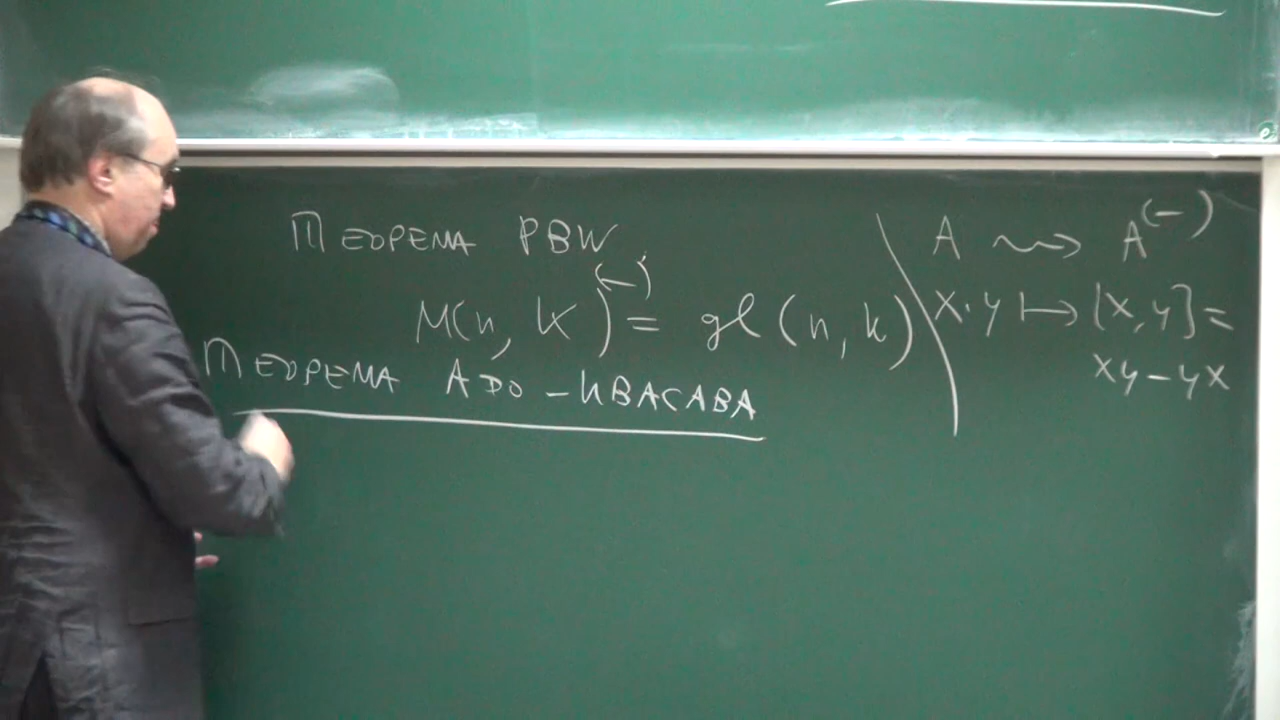 ТЕОРЕМА PBW
M(n, K)^(-) = gl(n, k)
ТЕОРЕМА АДО-ИВАСАВА
A ⇝ A^(-)
x·y ↦ [x,y] =
xy-yx